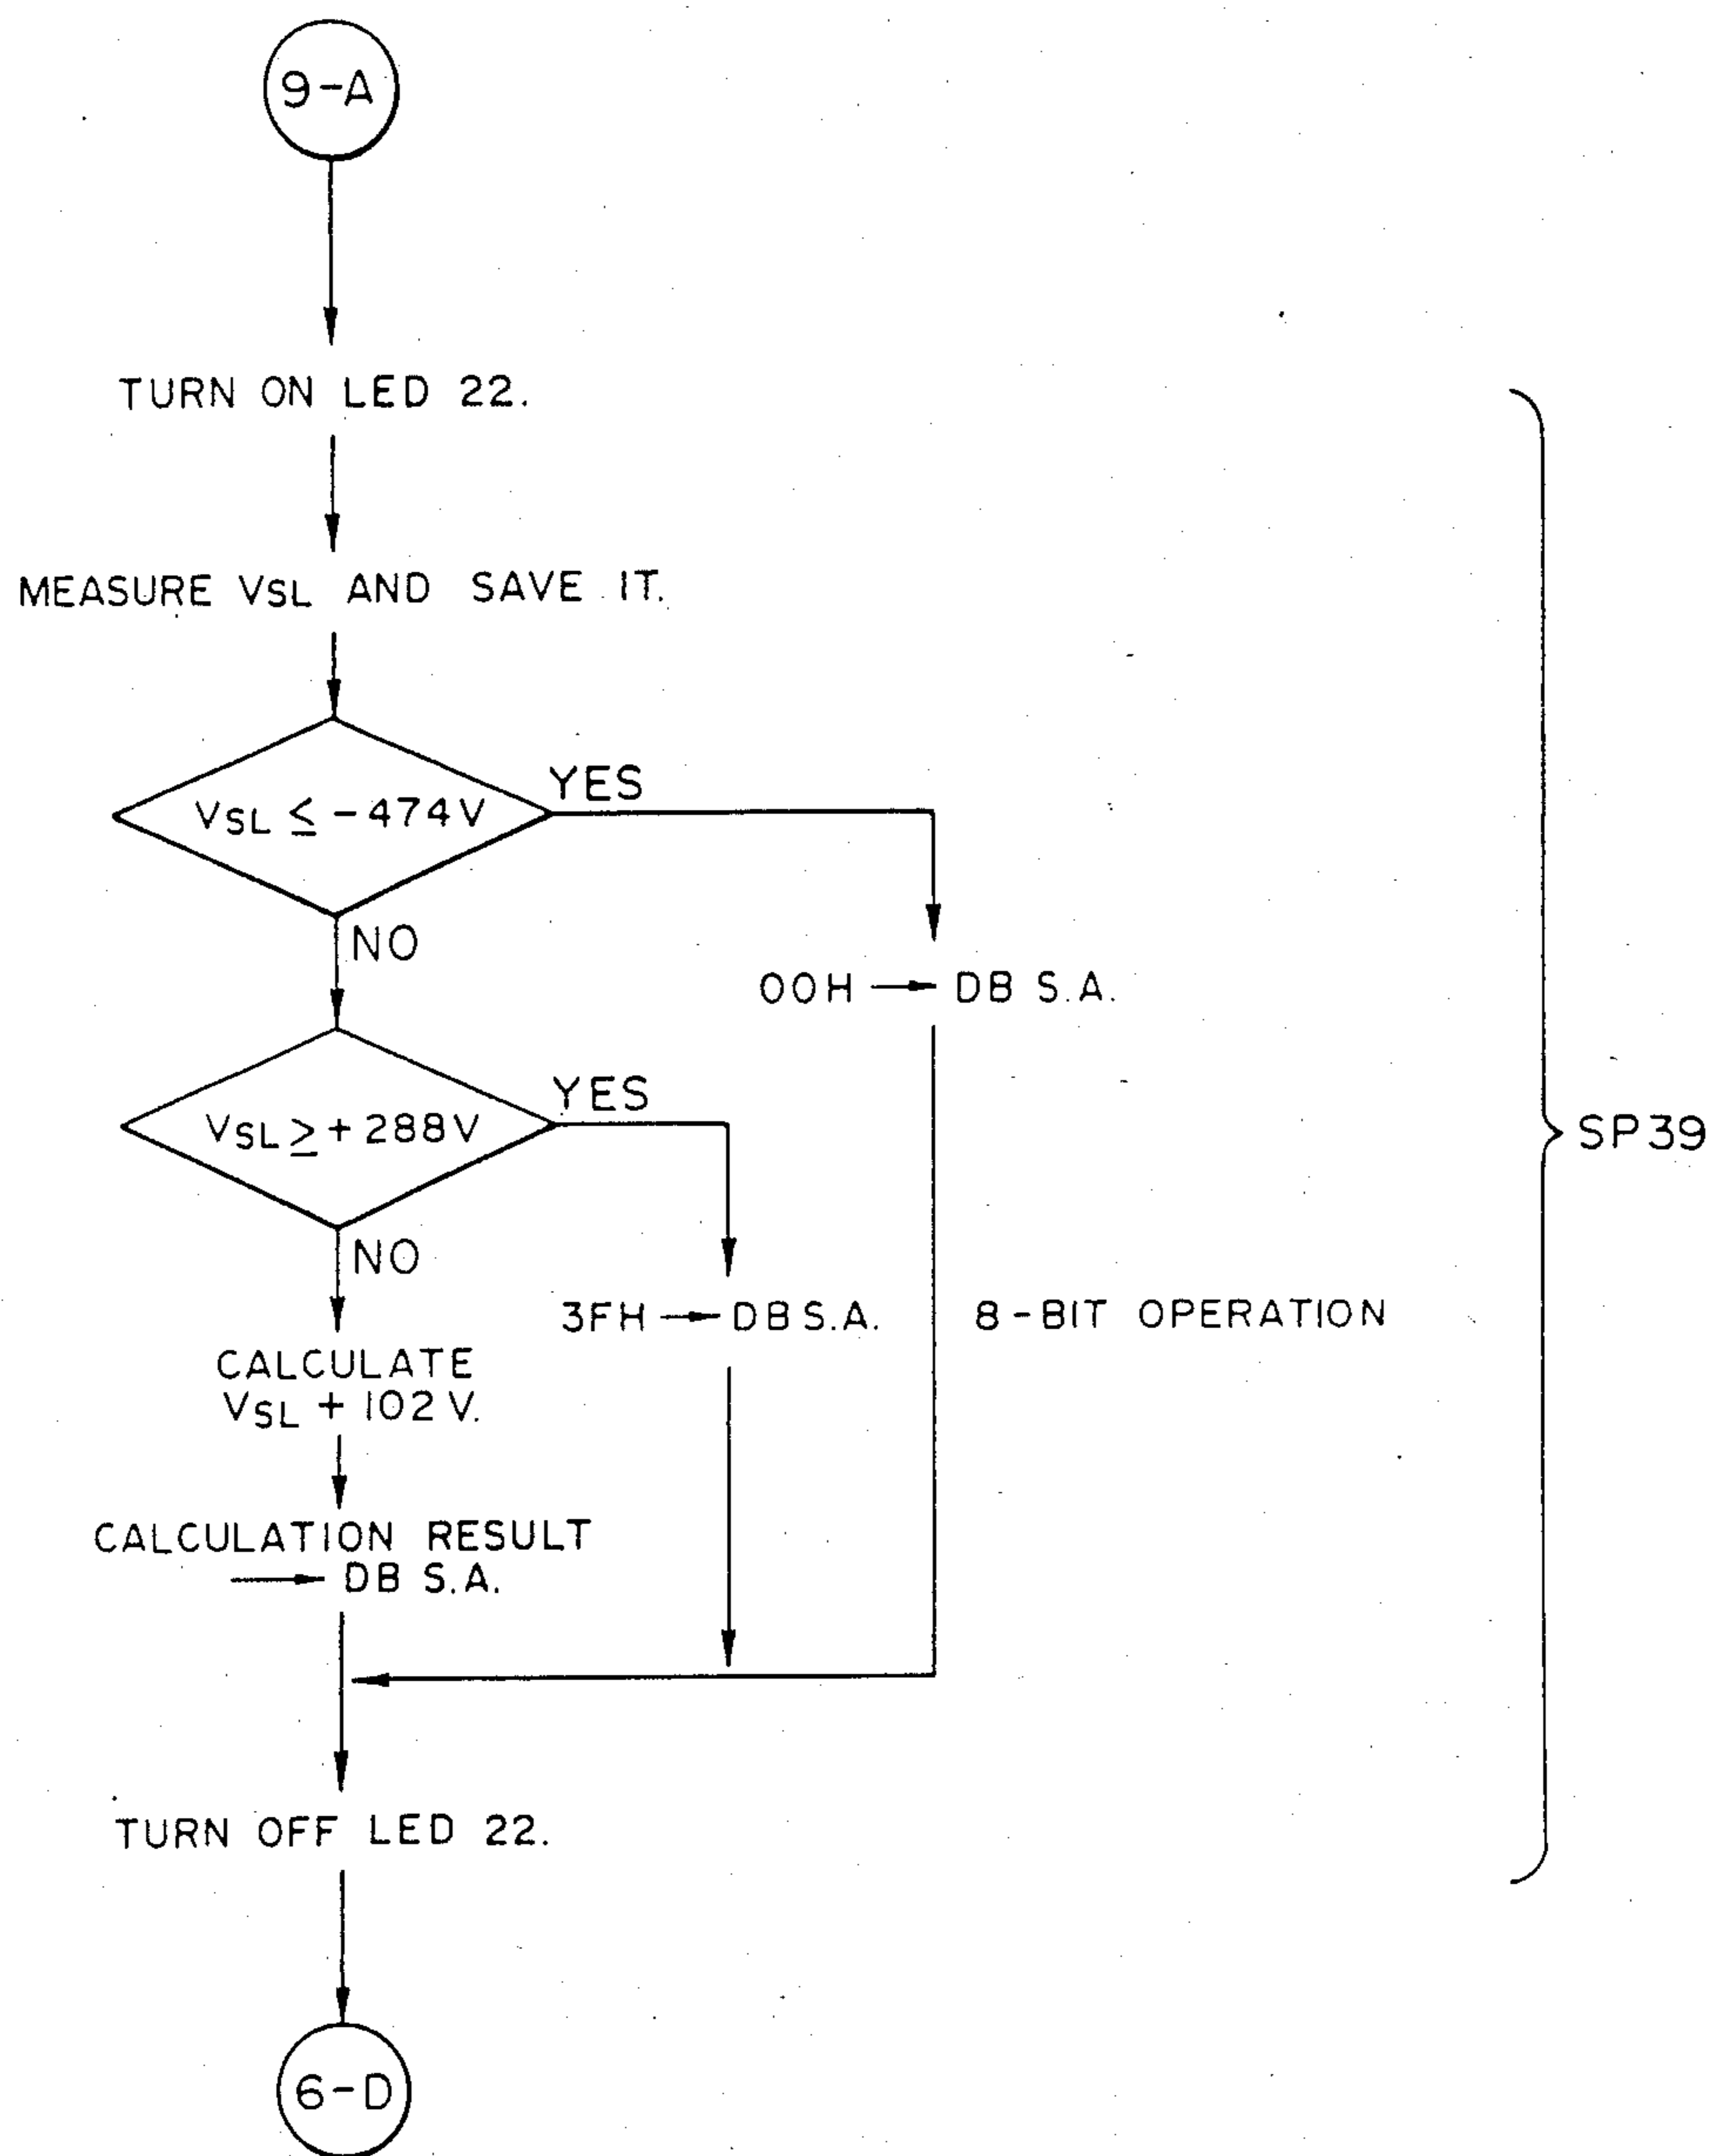 9-A
TURN ON LED 22.
MEASURE VSL AND SAVE IT.
VSL ≤ -474V
YES
NO
00H → DB S.A.
VSL ≥ +288V
YES
NO
3FH → DB S.A.
8-BIT OPERATION
CALCULATE
VSL + 102V.
CALCULATION RESULT
→ DB S.A.
TURN OFF LED 22.
6-D
SP39